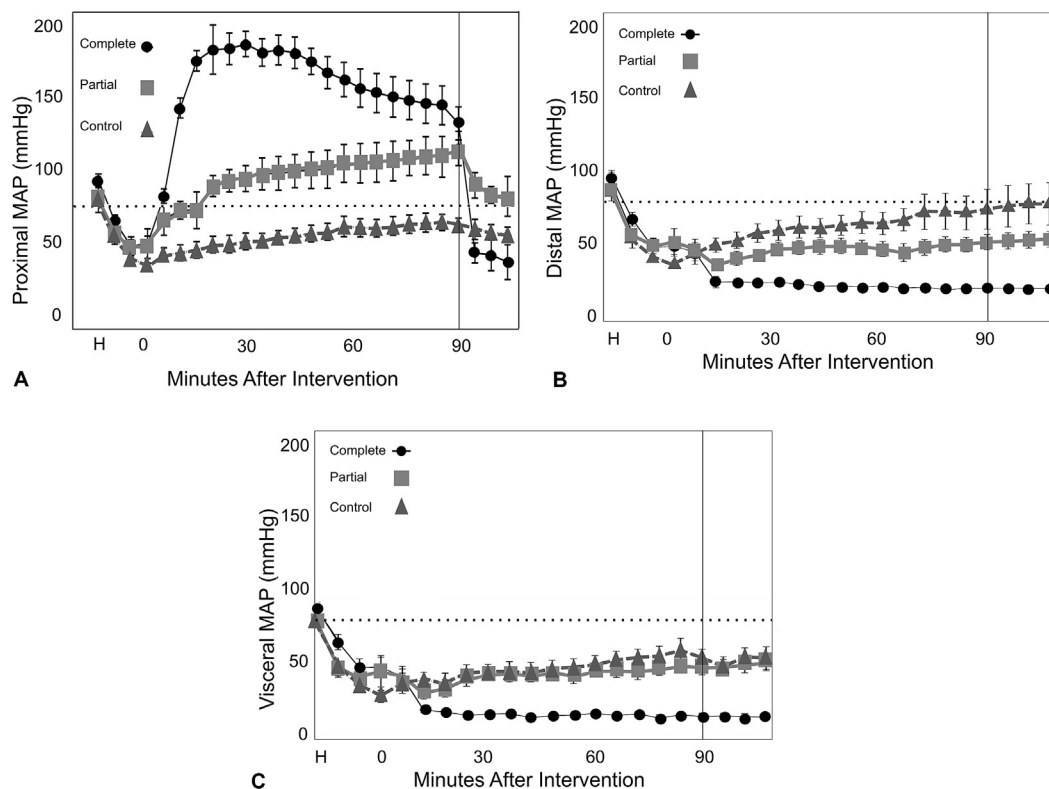 200
150
100
50
0
Proximal MAP (mmHg)
Complete
Partial
Control
H 0 30 60 90
Minutes After Intervention
A
200
150
100
50
0
Distal MAP (mmHg)
Complete
Partial
Control
H 0 30 60 90
Minutes After Intervention
B
200
150
100
50
0
Visceral MAP (mmHg)
Complete
Partial
Control
H 0 30 60 90
Minutes After Intervention
C